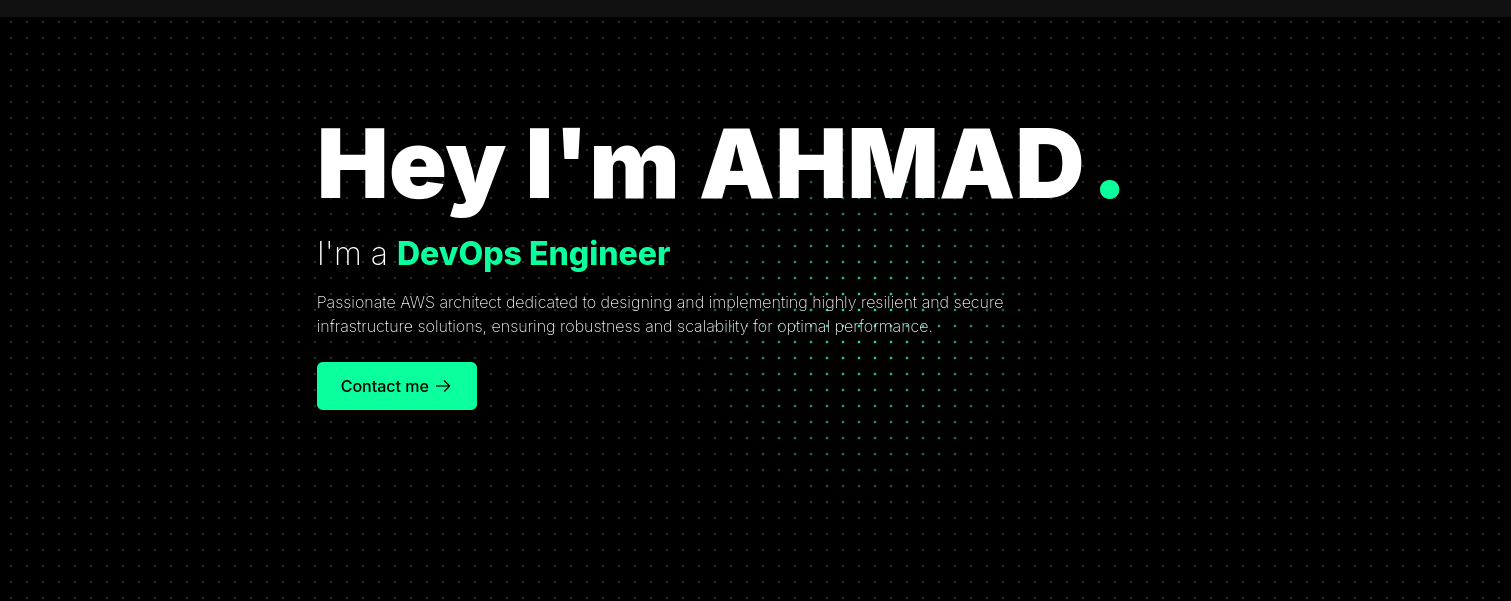 Hey I'm AHMAD.
I'm a DevOps Engineer
Passionate AWS architect dedicated to designing and implementing highly resilient and secure
infrastructure solutions, ensuring robustness and scalability for optimal performance.
Contact me →